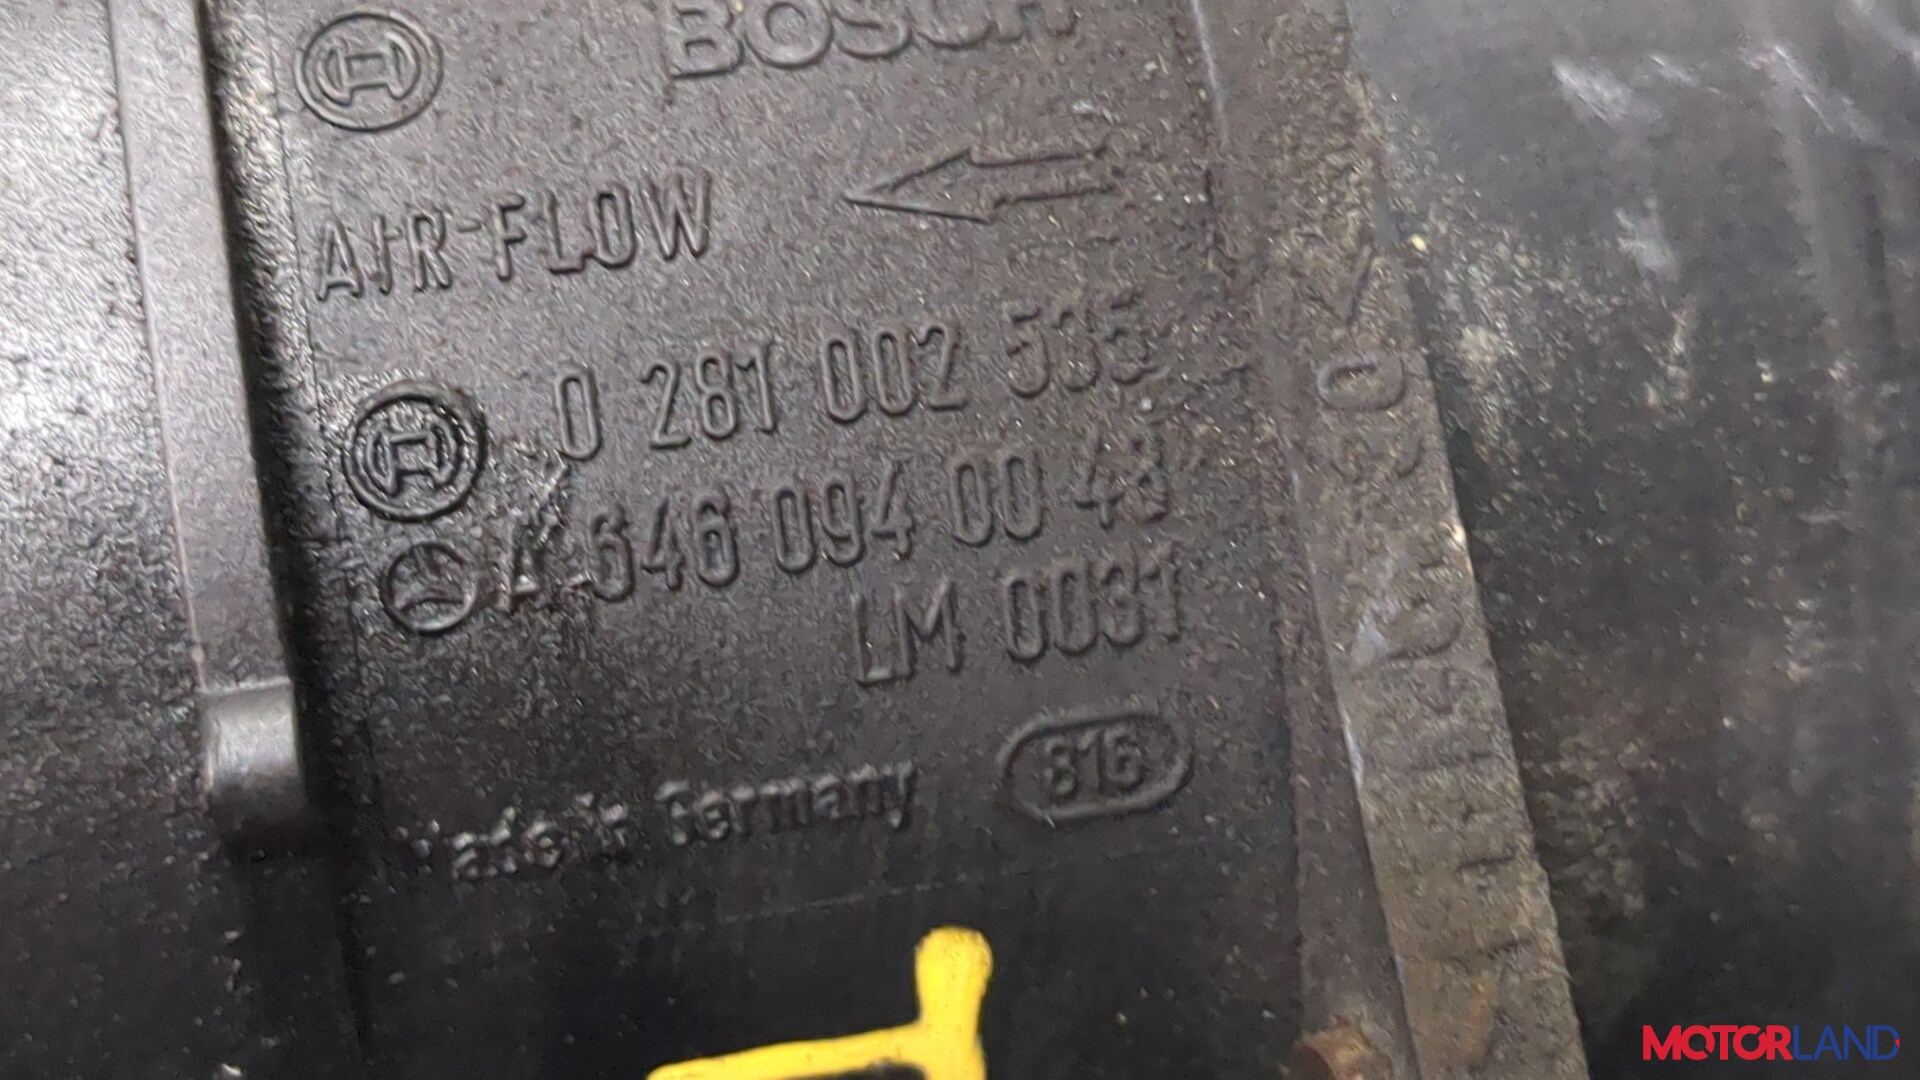 BOSCH
AIR-FLOW
0 281 002 535
A 646 094 00 48
LM 0031
Made in Germany
816
MOTORLAND